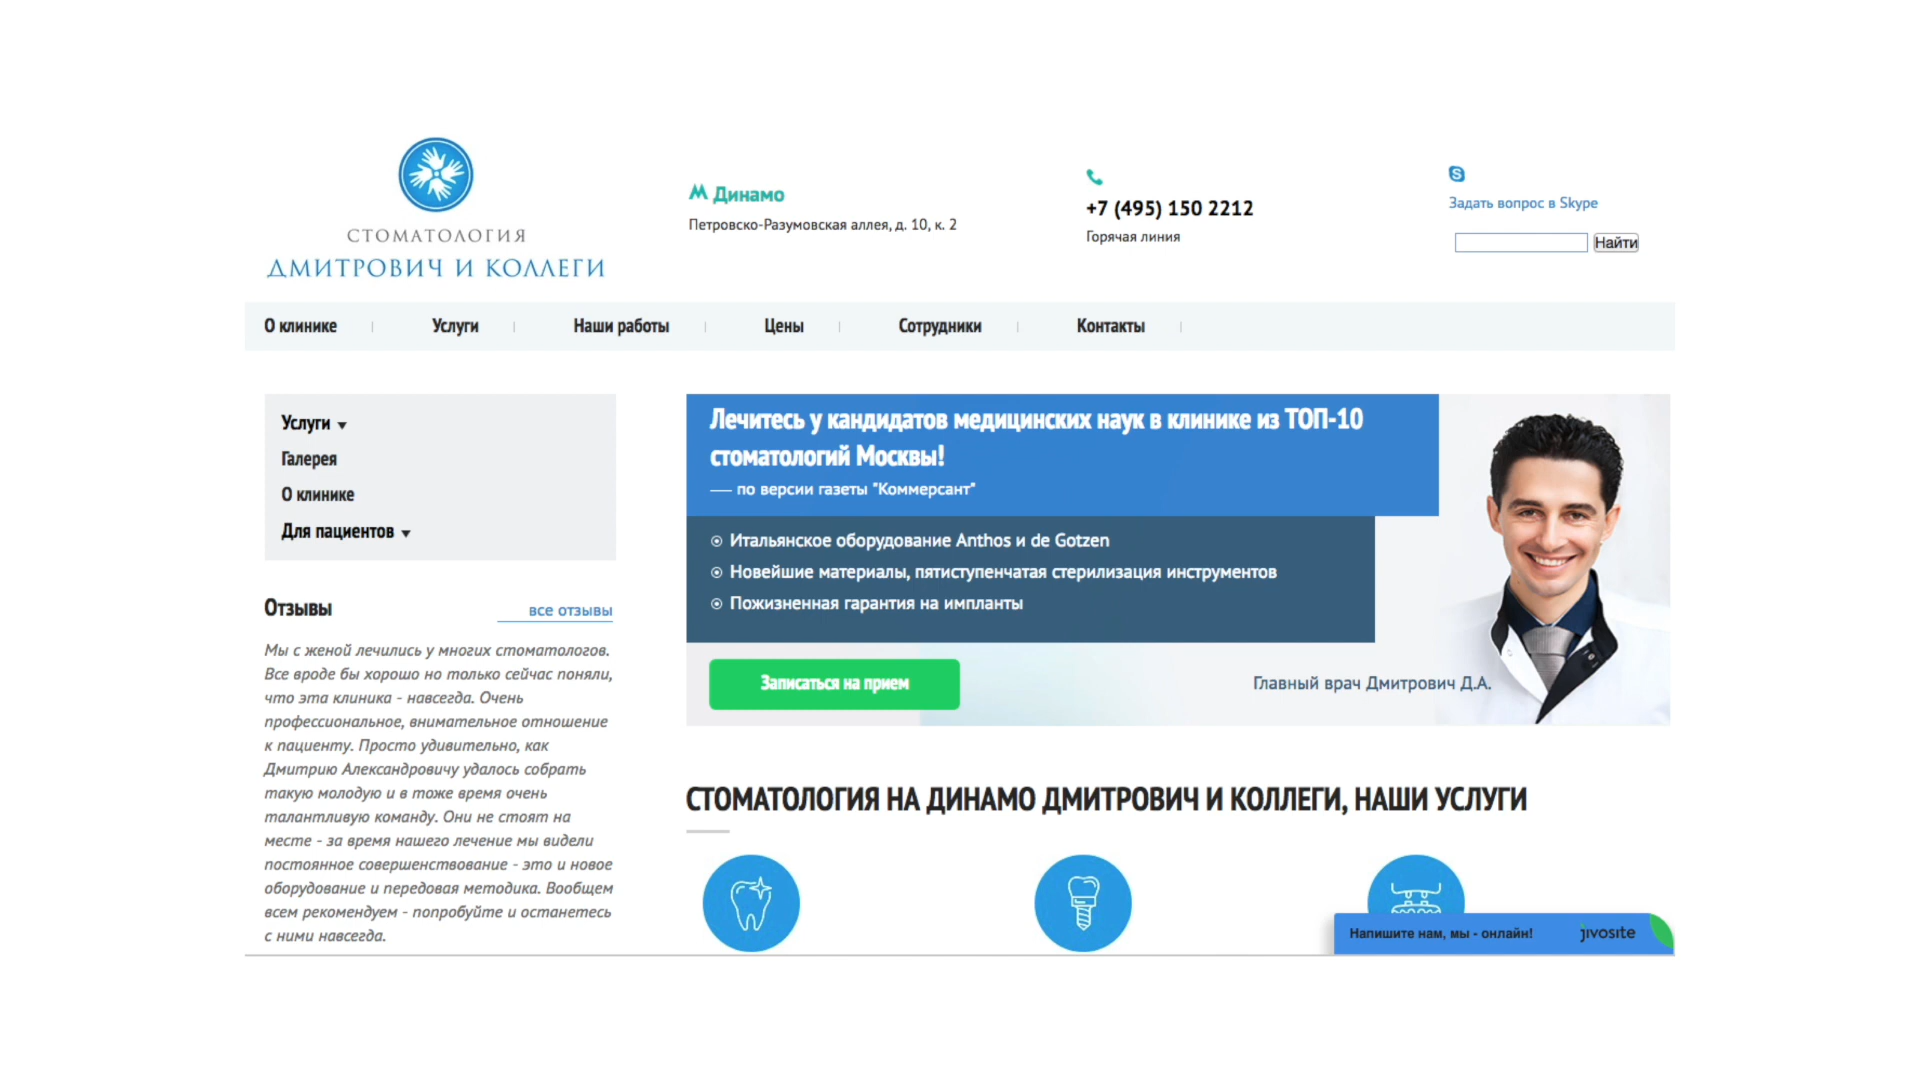 СТОМАТОЛОГИЯ
ДМИТРОВИЧ И КОЛЛЕГИ
Динамо
Петровско-Разумовская аллея, д. 10, к. 2
+7 (495) 150 2212
Горячая линия
Задать вопрос в Skype
Найти
О клинике
Услуги
Наши работы
Цены
Сотрудники
Контакты
Услуги
Галерея
О клинике
Для пациентов
Отзывы
все отзывы
Мы с женой лечились у многих стоматологов.
Все вроде бы хорошо но только сейчас поняли,
что эта клиника - навсегда. Очень
профессиональное, внимательное отношение
к пациенту. Просто удивительно, как
Дмитрию Александровичу удалось собрать
такую молодую и в тоже время очень
талантливую команду. Они не стоят на
месте - за время нашего лечение мы видели
постоянное совершенствование - это и новое
оборудование и передовая методика. Вообщем
всем рекомендуем - попробуйте и останетесь
с ними навсегда.
Лечитесь у кандидатов медицинских наук в клинике из ТОП-10
стоматологий Москвы!
— по версии газеты "Коммерсант"
Итальянское оборудование Anthos и de Gotzen
Новейшие материалы, пятиступенчатая стерилизация инструментов
Пожизненная гарантия на импланты
Записаться на прием
Главный врач Дмитрович Д.А.
СТОМАТОЛОГИЯ НА ДИНАМО ДМИТРОВИЧ И КОЛЛЕГИ, НАШИ УСЛУГИ
Напишите нам, мы - онлайн!
jivosite